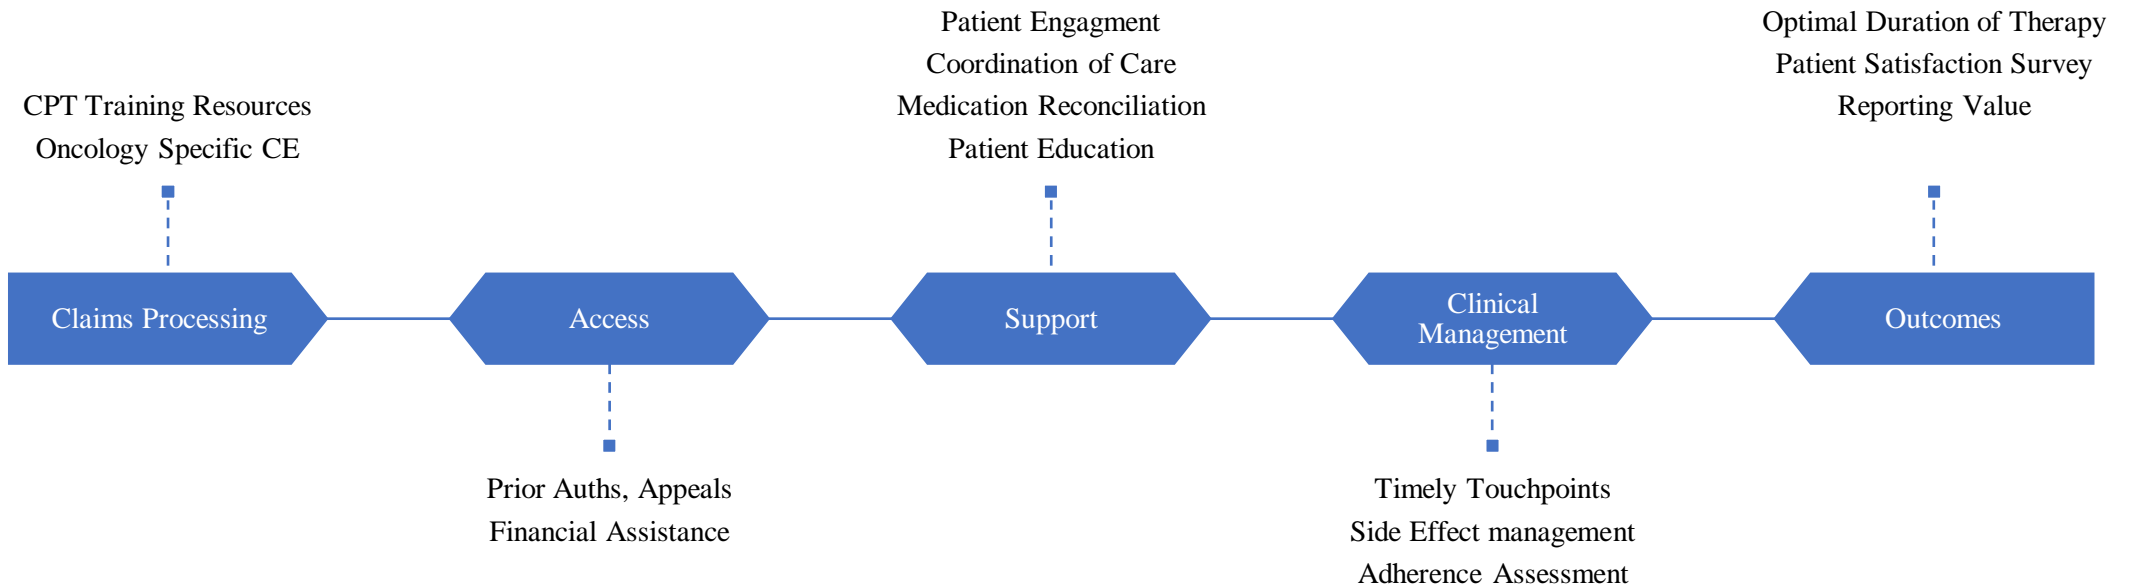 CPT Training Resources
Oncology Specific CE
Claims Processing
Access
Prior Auths, Appeals
Financial Assistance
Patient Engagment
Coordination of Care
Medication Reconciliation
Patient Education
Support
Clinical
Management
Timely Touchpoints
Side Effect management
Adherence Assessment
Optimal Duration of Therapy
Patient Satisfaction Survey
Reporting Value
Outcomes